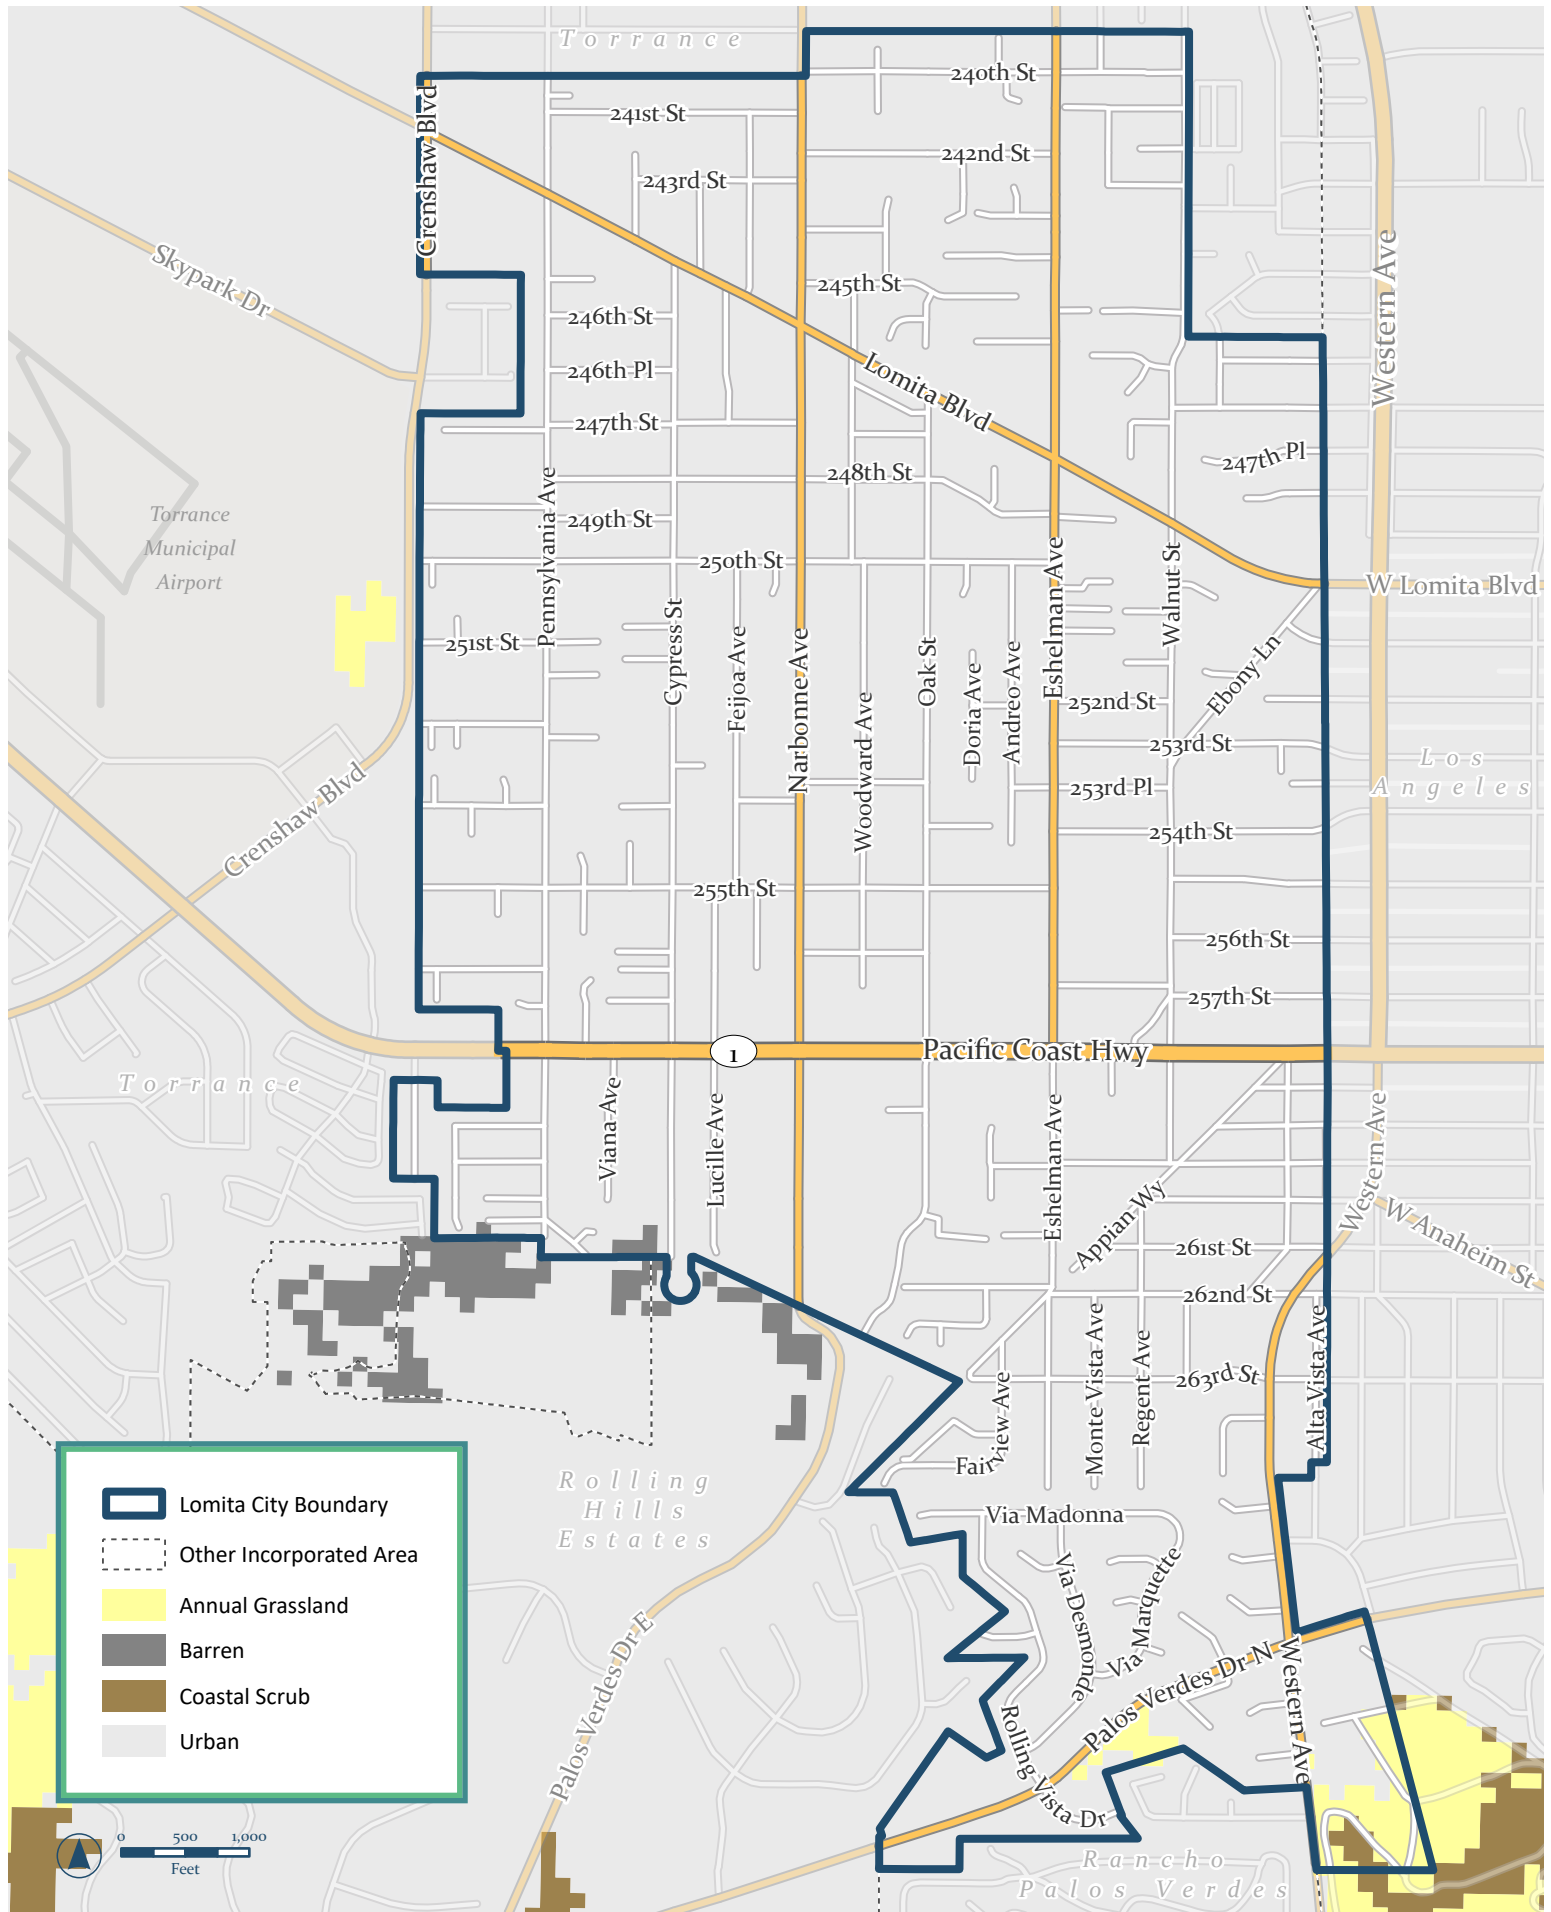 Torrance
240th St
Crenshaw Blvd
241st St
242nd St
243rd St
Skypark Dr
Western Ave
245th St
246th St
246th Pl
Lomita Blvd
247th St
247th Pl
248th St
Torrance
Municipal
Airport
249th St
Pennsylvania Ave
250th St
Eshelman Ave
Walnut St
W Lomita Blvd
251st St
Cypress St
Feijoa Ave
Narbonne Ave
Oak St
Doria Ave
Andreo Ave
Ebony Ln
252nd St
Woodward Ave
253rd St
253rd Pl
Los
Angeles
Crenshaw Blvd
254th St
255th St
256th St
257th St
1
Pacific Coast Hwy
Torrance
Viana Ave
Lucille Ave
Eshelman Ave
Western Ave
Appian Wy
W Anaheim St
261st St
262nd St
Monte Vista Ave
Regent Ave
Alta Vista Ave
263rd St
Fairview Ave
Rolling
Hills
Estates
Via Madonna
Via Desmonde
Via Marquette
Palos Verdes Dr E
Palos Verdes Dr N
Western Ave
Rolling Vista Dr
Rancho
Palos Verdes
Lomita City Boundary
Other Incorporated Area
Annual Grassland
Barren
Coastal Scrub
Urban
0 500 1,000
Feet